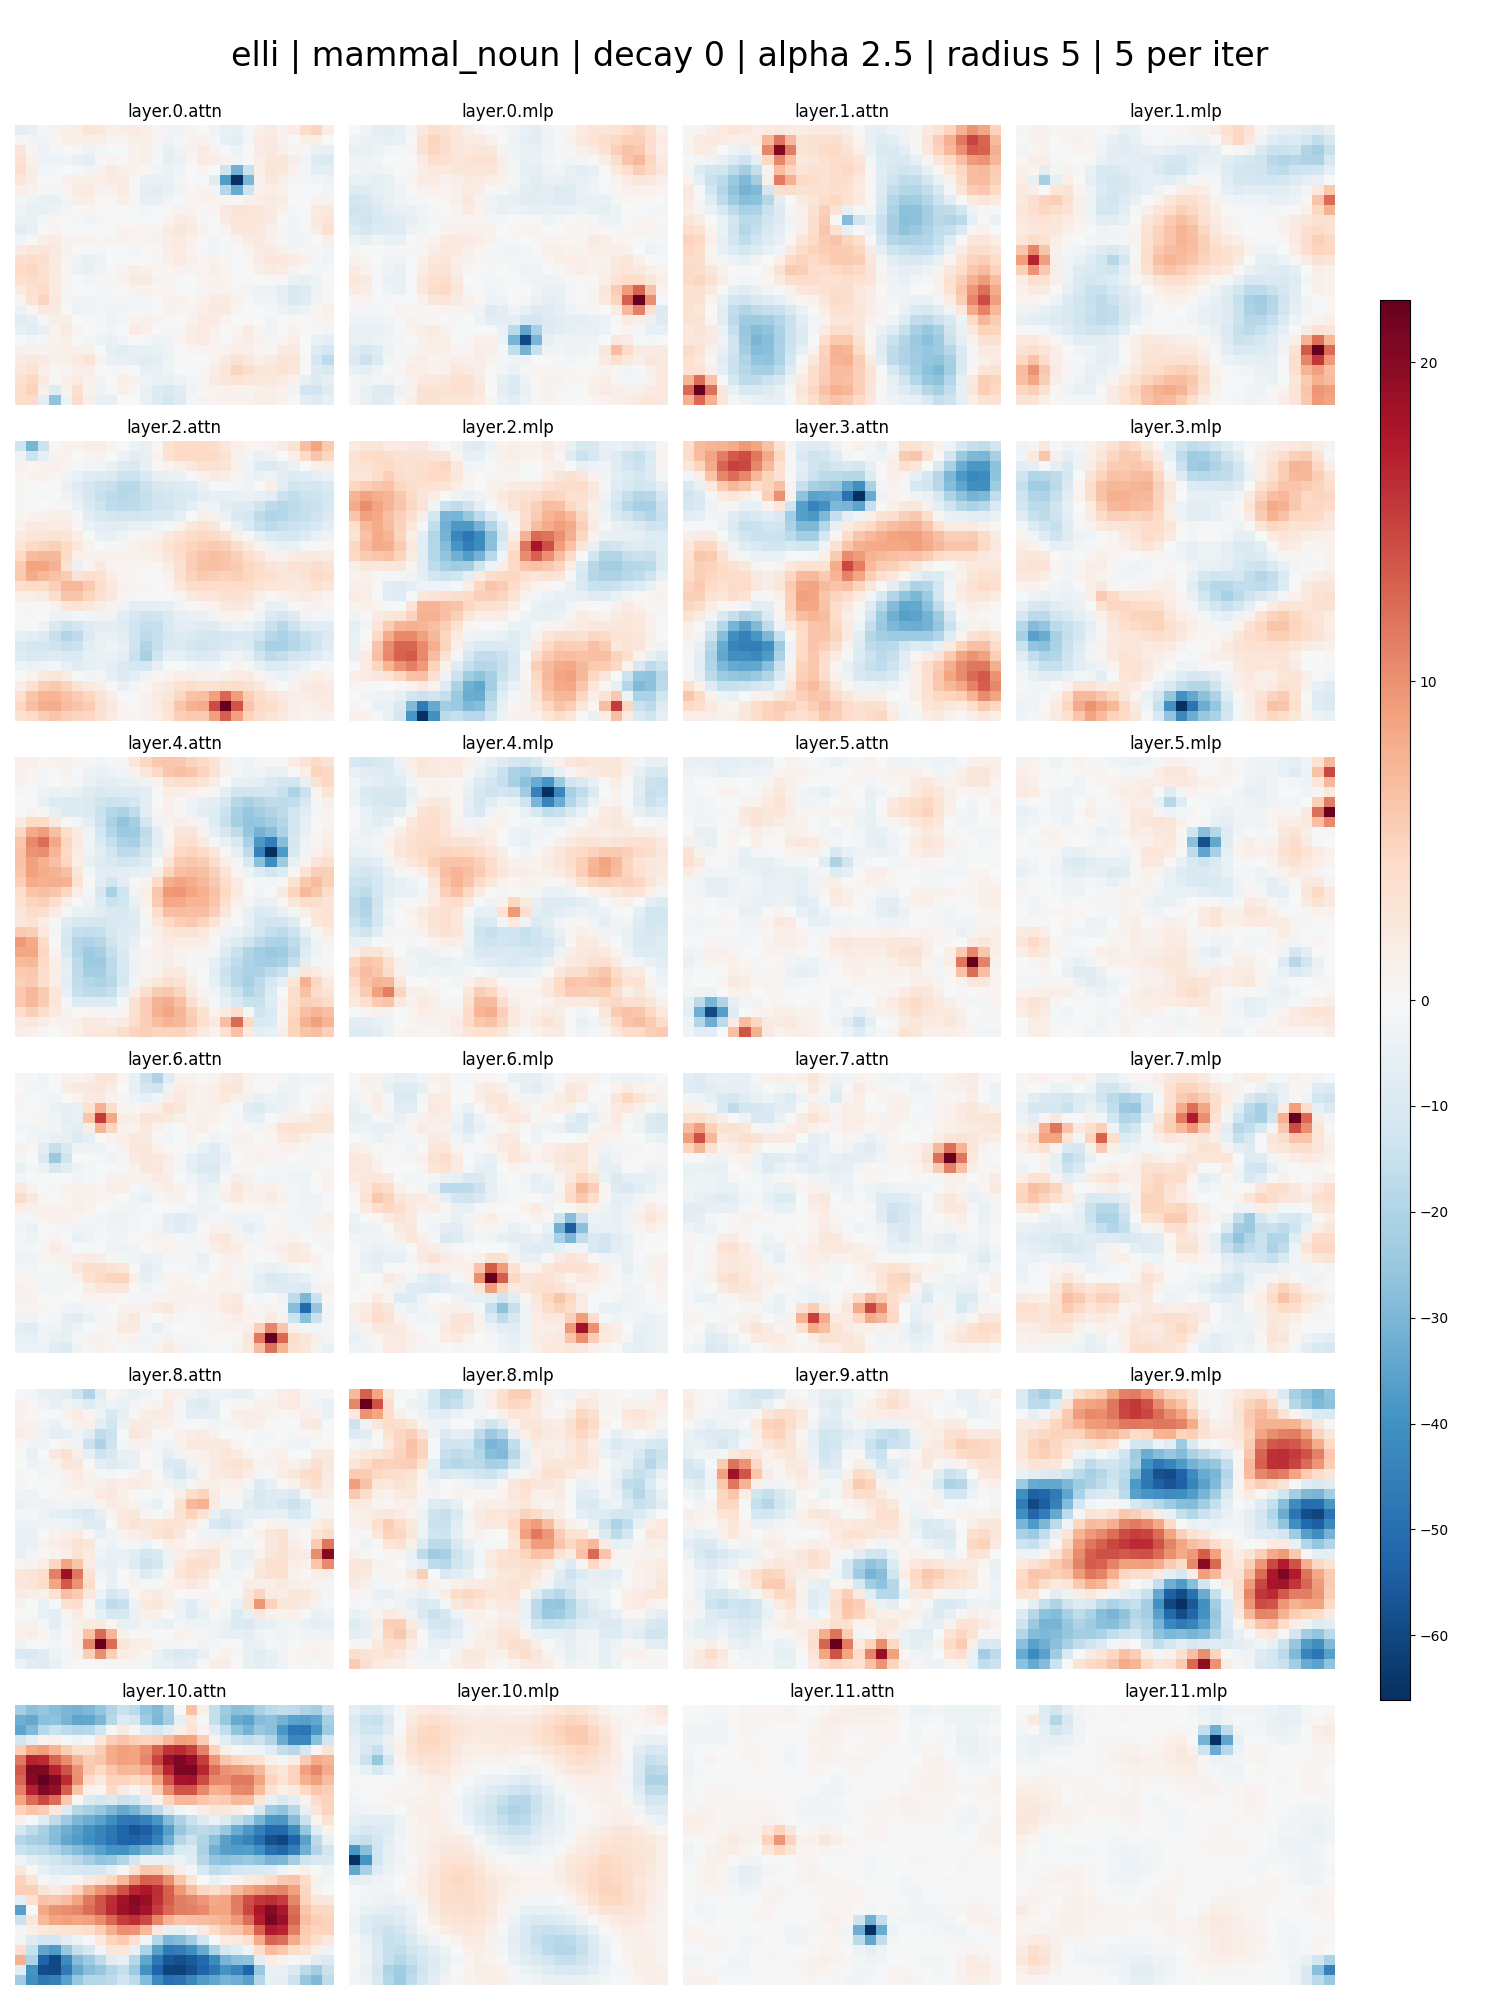 elli | mammal_noun | decay 0 | alpha 2.5 | radius 5 | 5 per iter
layer.0.attn
layer.0.mlp
layer.1.attn
layer.1.mlp
layer.2.attn
layer.2.mlp
layer.3.attn
layer.3.mlp
layer.4.attn
layer.4.mlp
layer.5.attn
layer.5.mlp
layer.6.attn
layer.6.mlp
layer.7.attn
layer.7.mlp
layer.8.attn
layer.8.mlp
layer.9.attn
layer.9.mlp
layer.10.attn
layer.10.mlp
layer.11.attn
layer.11.mlp
20
10
0
−10
−20
−30
−40
−50
−60